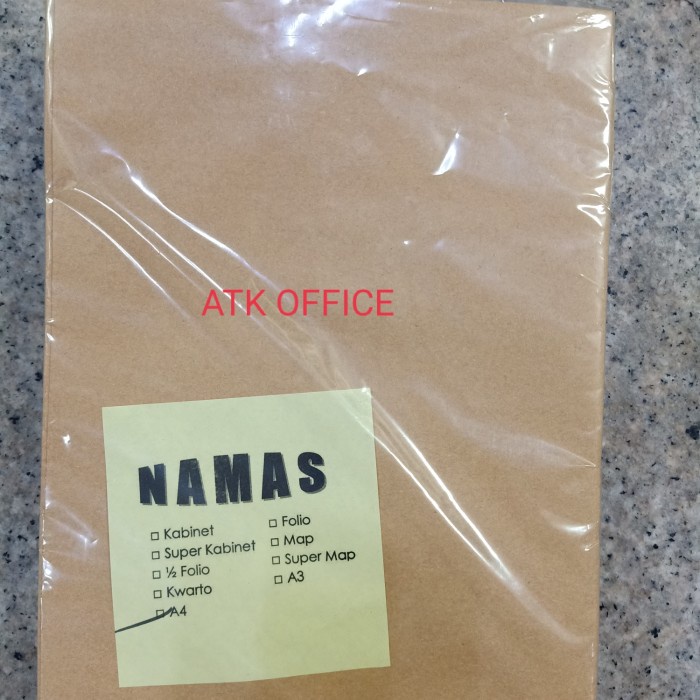 ATK OFFICE
NAMAS
Kabinet
Super Kabinet
½ Folio
Kwarto
A4
Folio
Map
Super Map
A3